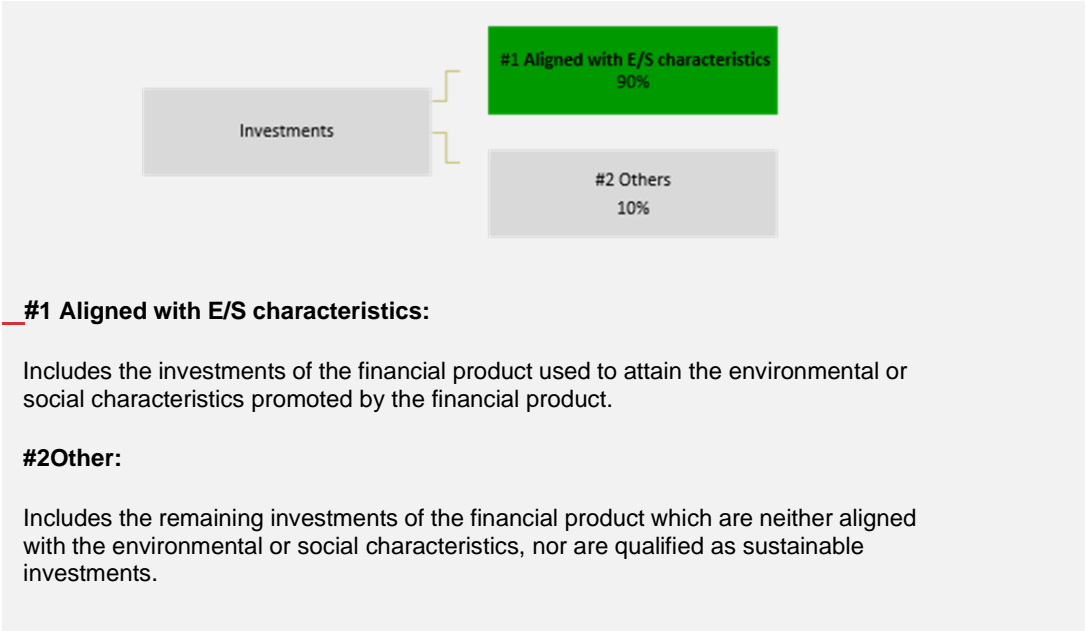 #1 Aligned with E/S characteristics
90%
Investments
#2 Others
10%
#1 Aligned with E/S characteristics:
Includes the investments of the financial product used to attain the environmental or
social characteristics promoted by the financial product.
#2Other:
Includes the remaining investments of the financial product which are neither aligned
with the environmental or social characteristics, nor are qualified as sustainable
investments.